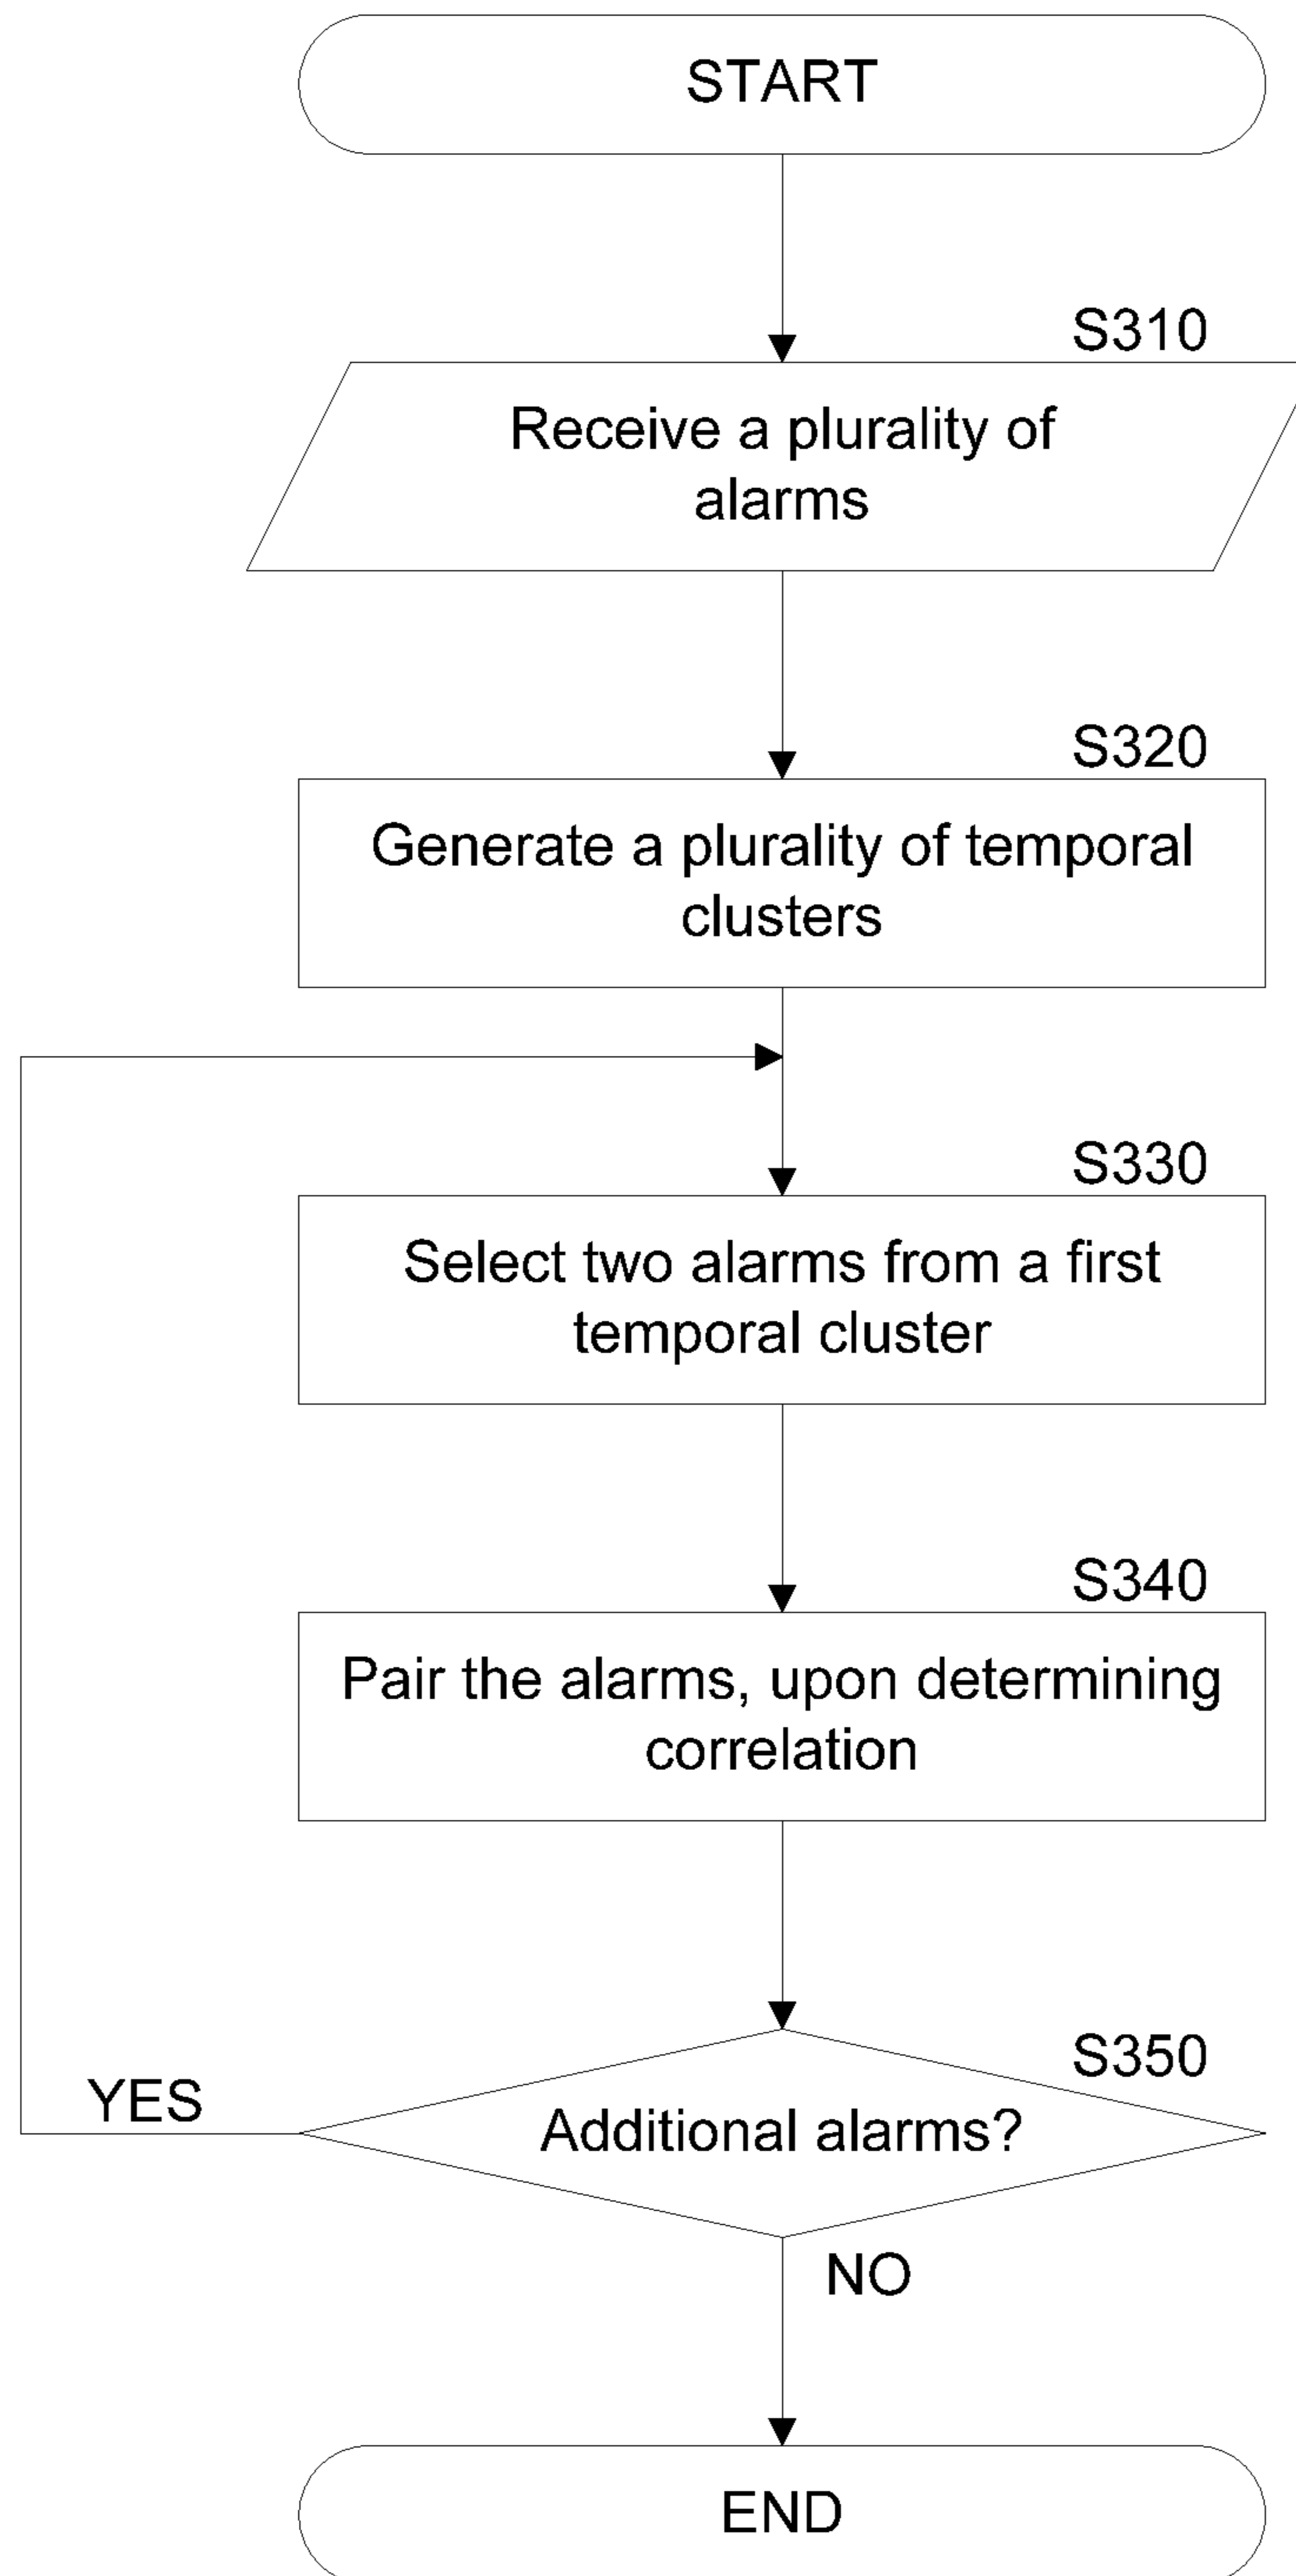 START
S310
Receive a plurality of
alarms
S320
Generate a plurality of temporal
clusters
S330
Select two alarms from a first
temporal cluster
S340
Pair the alarms, upon determining
correlation
S350
YES
Additional alarms?
NO
END